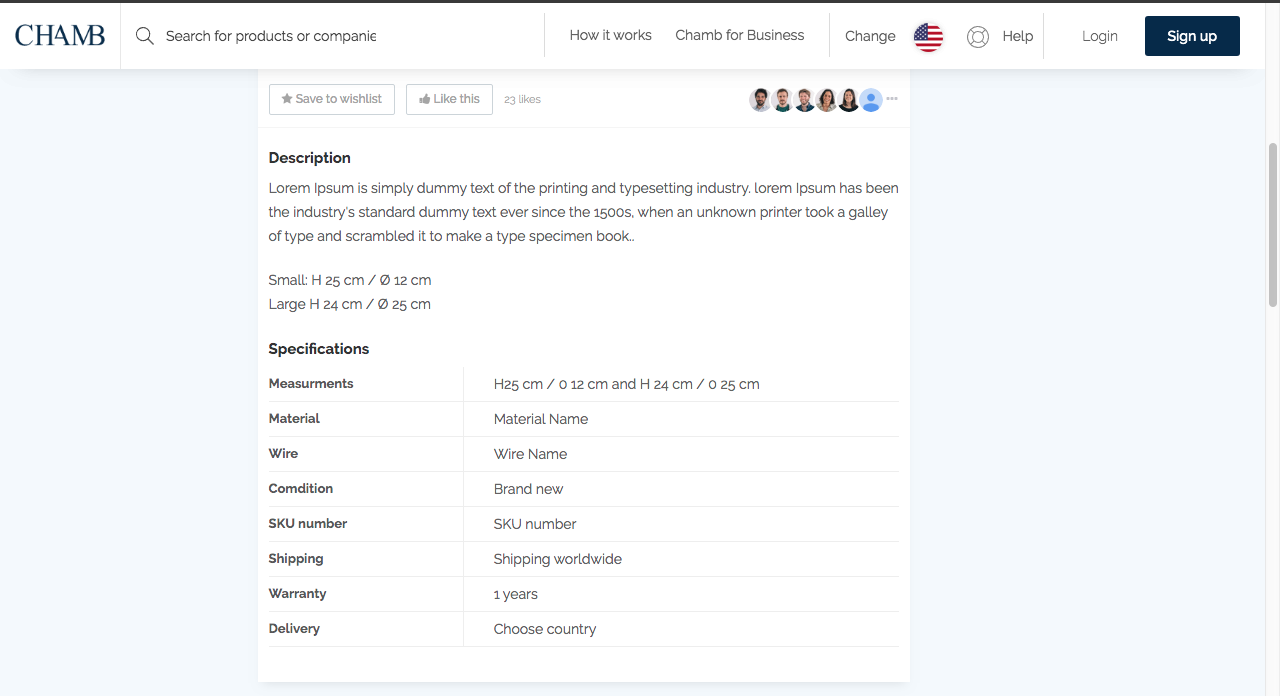 CHAMB
Search for products or companie
How it works
Chamb for Business
Change
Help
Login
Sign up
Save to wishlist
Like this
23 likes
Description
Lorem Ipsum is simply dummy text of the printing and typesetting industry. lorem Ipsum has been
the industry's standard dummy text ever since the 1500s, when an unknown printer took a galley
of type and scrambled it to make a type specimen book..
Small: H 25 cm / Ø 12 cm
Large H 24 cm / Ø 25 cm
Specifications
Measurments H25 cm / 0 12 cm and H 24 cm / 0 25 cm
Material Material Name
Wire Wire Name
Comdition Brand new
SKU number SKU number
Shipping Shipping worldwide
Warranty 1 years
Delivery Choose country